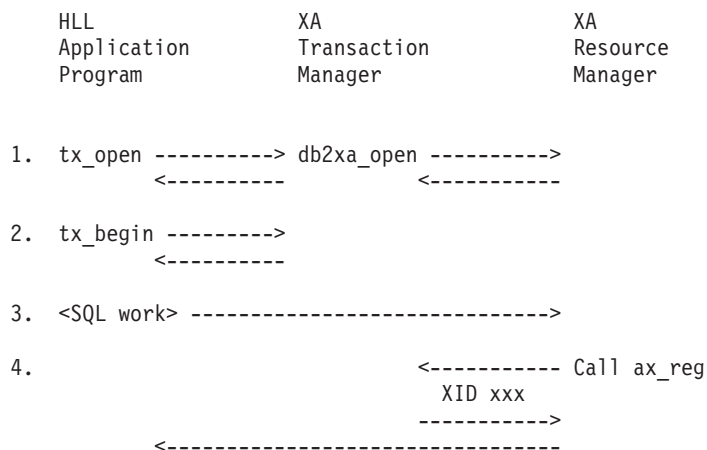 HLL XA XA
Application Transaction Resource
Program Manager Manager
1. tx_open ----------> db2xa_open ----------->
<---------- <-----------
2. tx_begin --------->
<----------
3. <SQL work> ------------------------------>
4. <----------- Call ax_reg
XID xxx
----------->
<---------------------------------